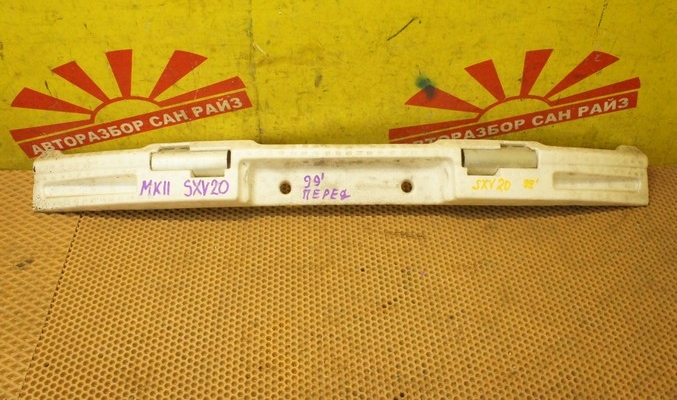 АВТОРАЗБОР САН РАЙЗ
АВТОРАЗБОР САН РАЙЗ
MKII SXV20
99'
ПЕРЕД
SXV20 99'